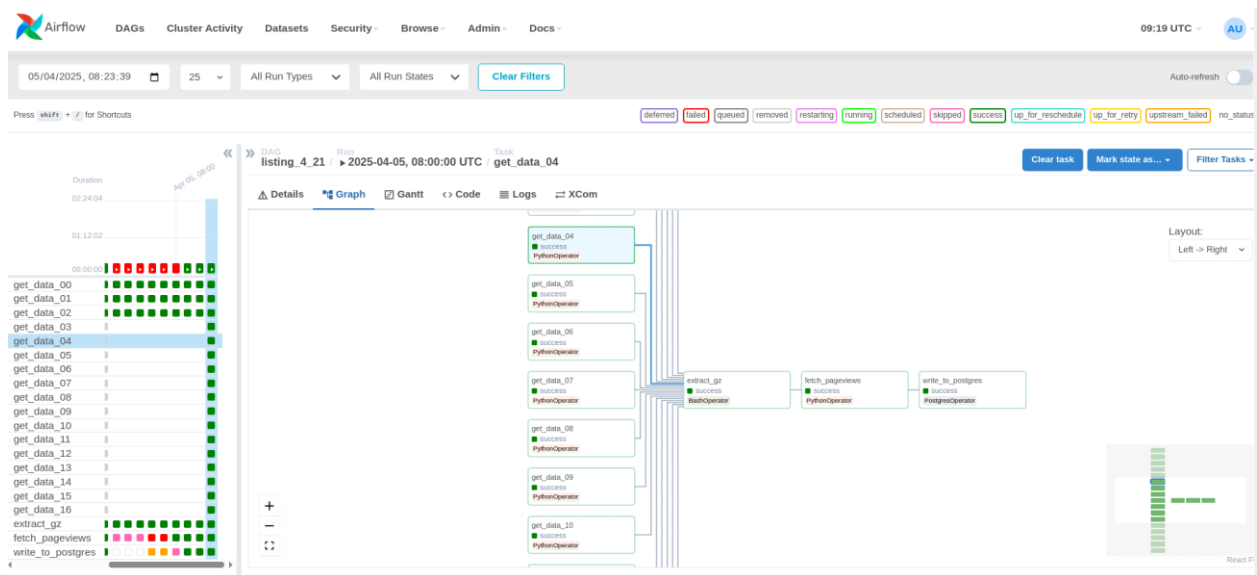 Airflow DAGs Cluster Activity Datasets Security Browse Admin Docs 09:19 UTC AU
05/04/2025, 08:23:39 25 All Run Types All Run States Clear Filters Auto-refresh
Press shift + / for Shortcuts deferred failed queued removed restarting running scheduled skipped success up_for_reschedule up_for_retry upstream_failed no_status
DAG Run Task
listing_4_21 / 2025-04-05, 08:00:00 UTC / get_data_04 Clear task Mark state as... Filter Tasks
Details Graph Gantt Code Logs XCom
Layout:
Left -> Right
Apr 05, 08:00
Duration
02:24:04
01:12:02
00:00:00
get_data_00
get_data_01
get_data_02
get_data_03
get_data_04
get_data_05
get_data_06
get_data_07
get_data_08
get_data_09
get_data_10
get_data_11
get_data_12
get_data_13
get_data_14
get_data_15
get_data_16
extract_gz
fetch_pageviews
write_to_postgres
get_data_04
success
PythonOperator
get_data_05
success
PythonOperator
get_data_06
success
PythonOperator
get_data_07
success
PythonOperator
get_data_08
success
PythonOperator
get_data_09
success
PythonOperator
get_data_10
success
PythonOperator
extract_gz
success
BashOperator
fetch_pageviews
success
PythonOperator
write_to_postgres
success
PostgresOperator
React F